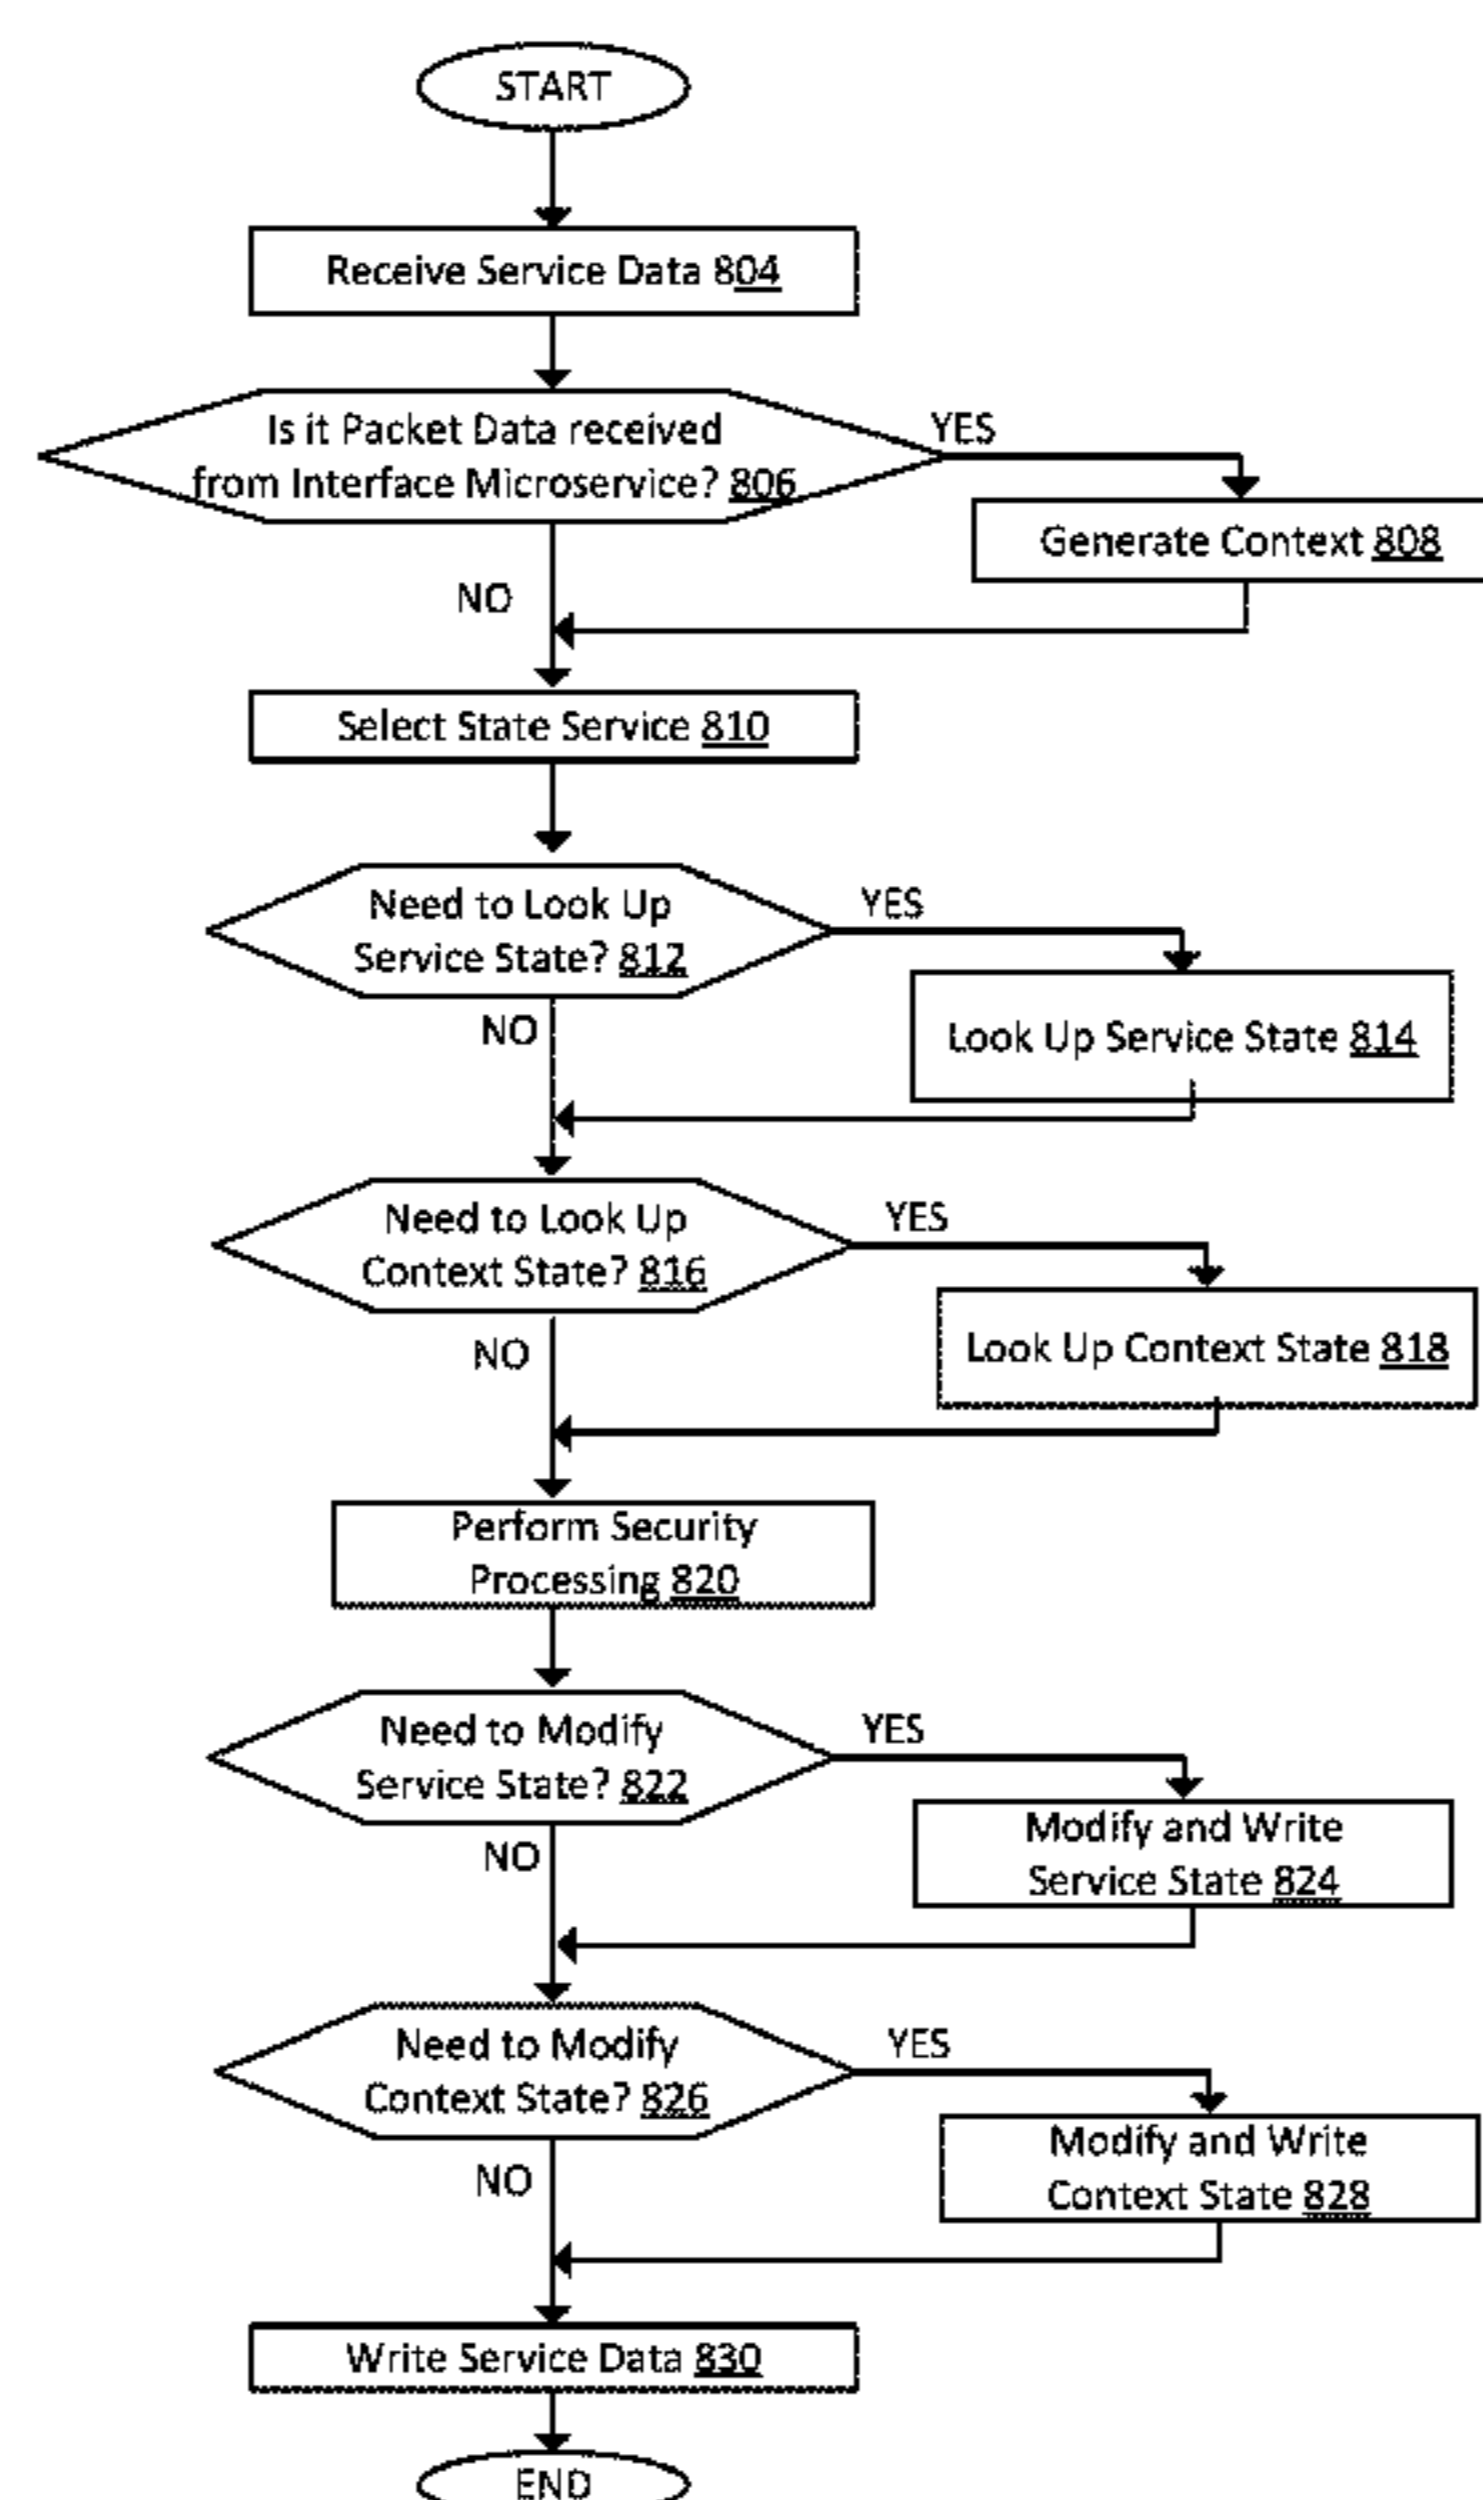 START
Receive Service Data 804
Is it Packet Data received
from Interface Microservice? 806
YES
Generate Context 808
NO
Select State Service 810
Need to Look Up
Service State? 812
YES
Look Up Service State 814
NO
Need to Look Up
Context State? 816
YES
Look Up Context State 818
NO
Perform Security
Processing 820
Need to Modify
Service State? 822
YES
Modify and Write
Service State 824
NO
Need to Modify
Context State? 826
YES
Modify and Write
Context State 828
NO
Write Service Data 830
END